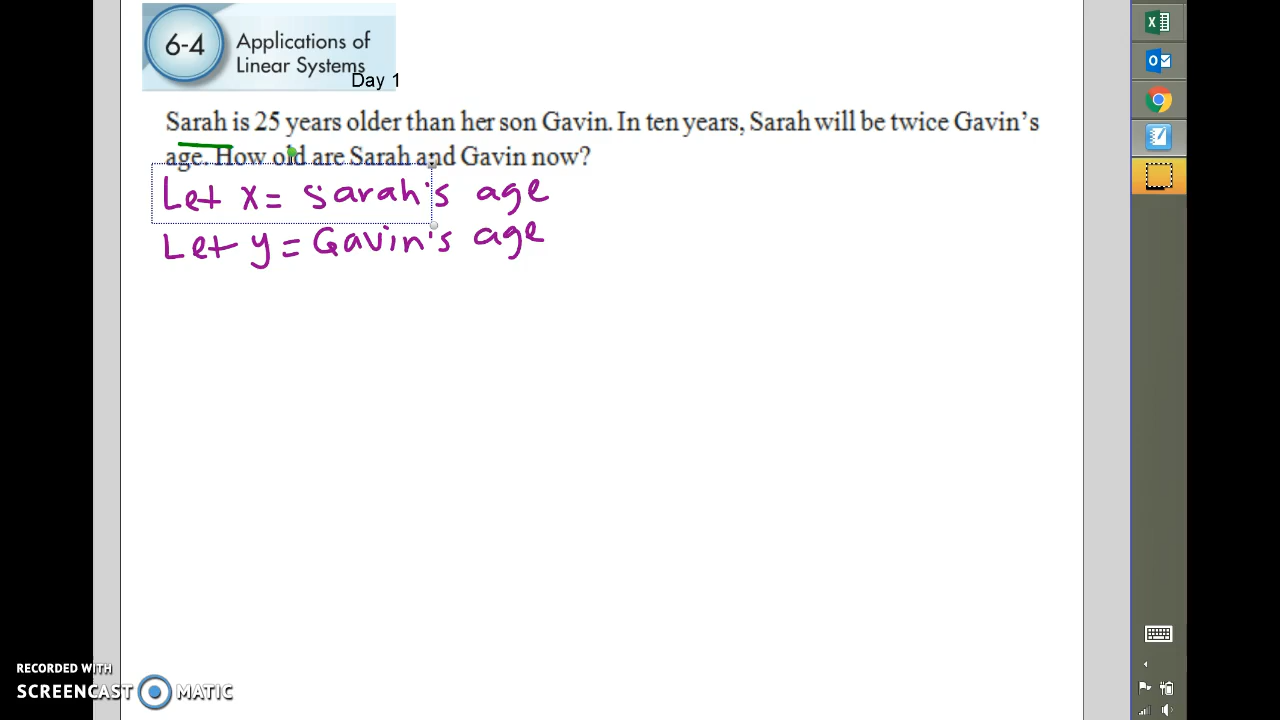 6-4
Applications of
Linear Systems
Day 1
Sarah is 25 years older than her son Gavin. In ten years, Sarah will be twice Gavin's
age. How old are Sarah and Gavin now?
Let x = Sarah's age
Let y = Gavin's age
RECORDED WITH
SCREENCAST MATIC